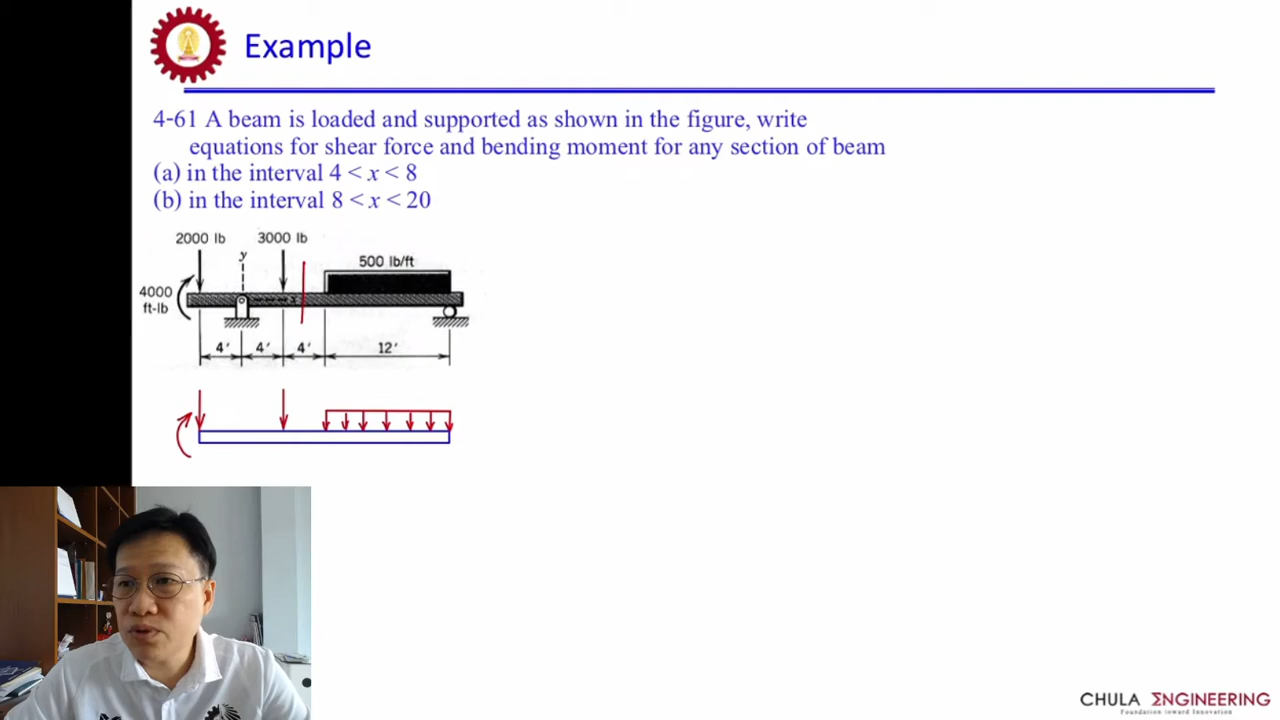 Example
4-61 A beam is loaded and supported as shown in the figure, write
equations for shear force and bending moment for any section of beam
(a) in the interval 4 < x < 8
(b) in the interval 8 < x < 20
2000 lb
3000 lb
y
500 lb/ft
4000
ft-lb
x
4' 4' 4' 12'
CHULA ΣNGINEERING
Foundation toward Innovation